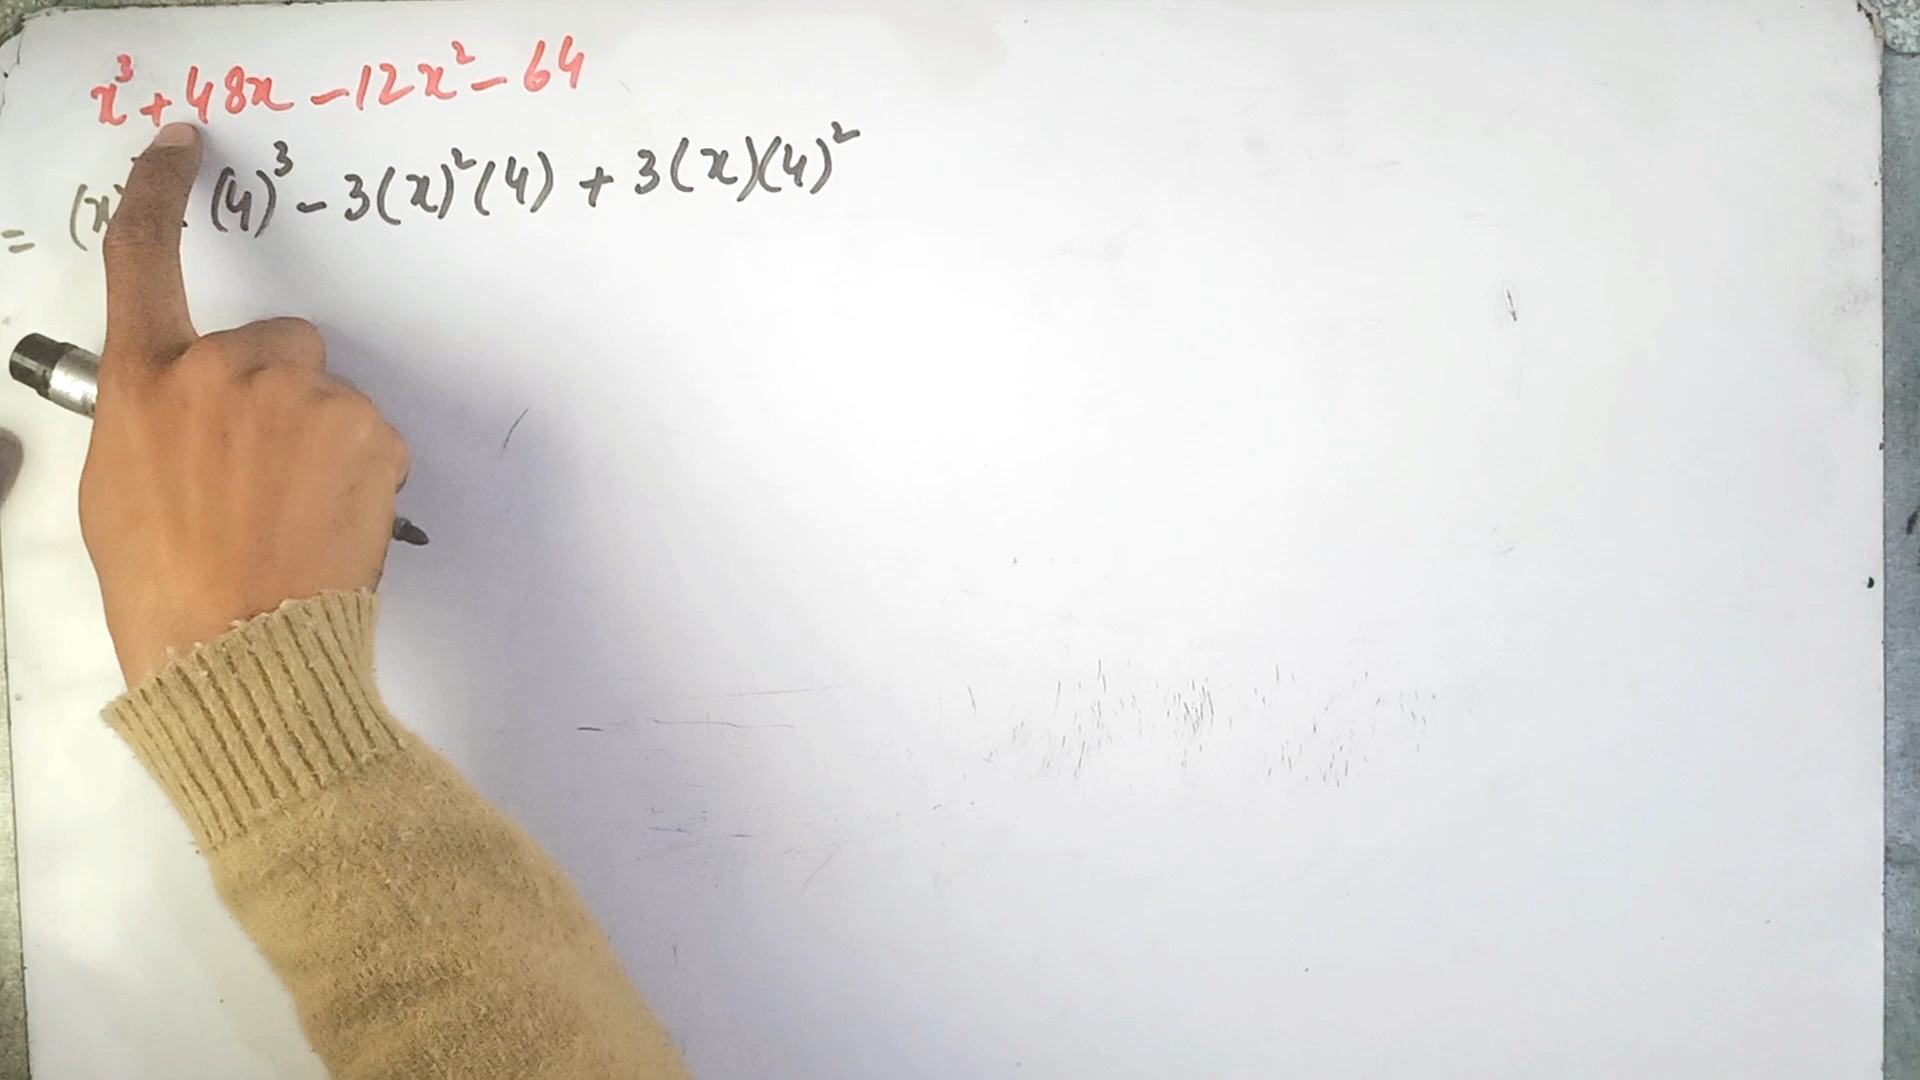 x³ + 48x - 12x² - 64
= (x (4)³ - 3(x)²(4) + 3(x)(4)²